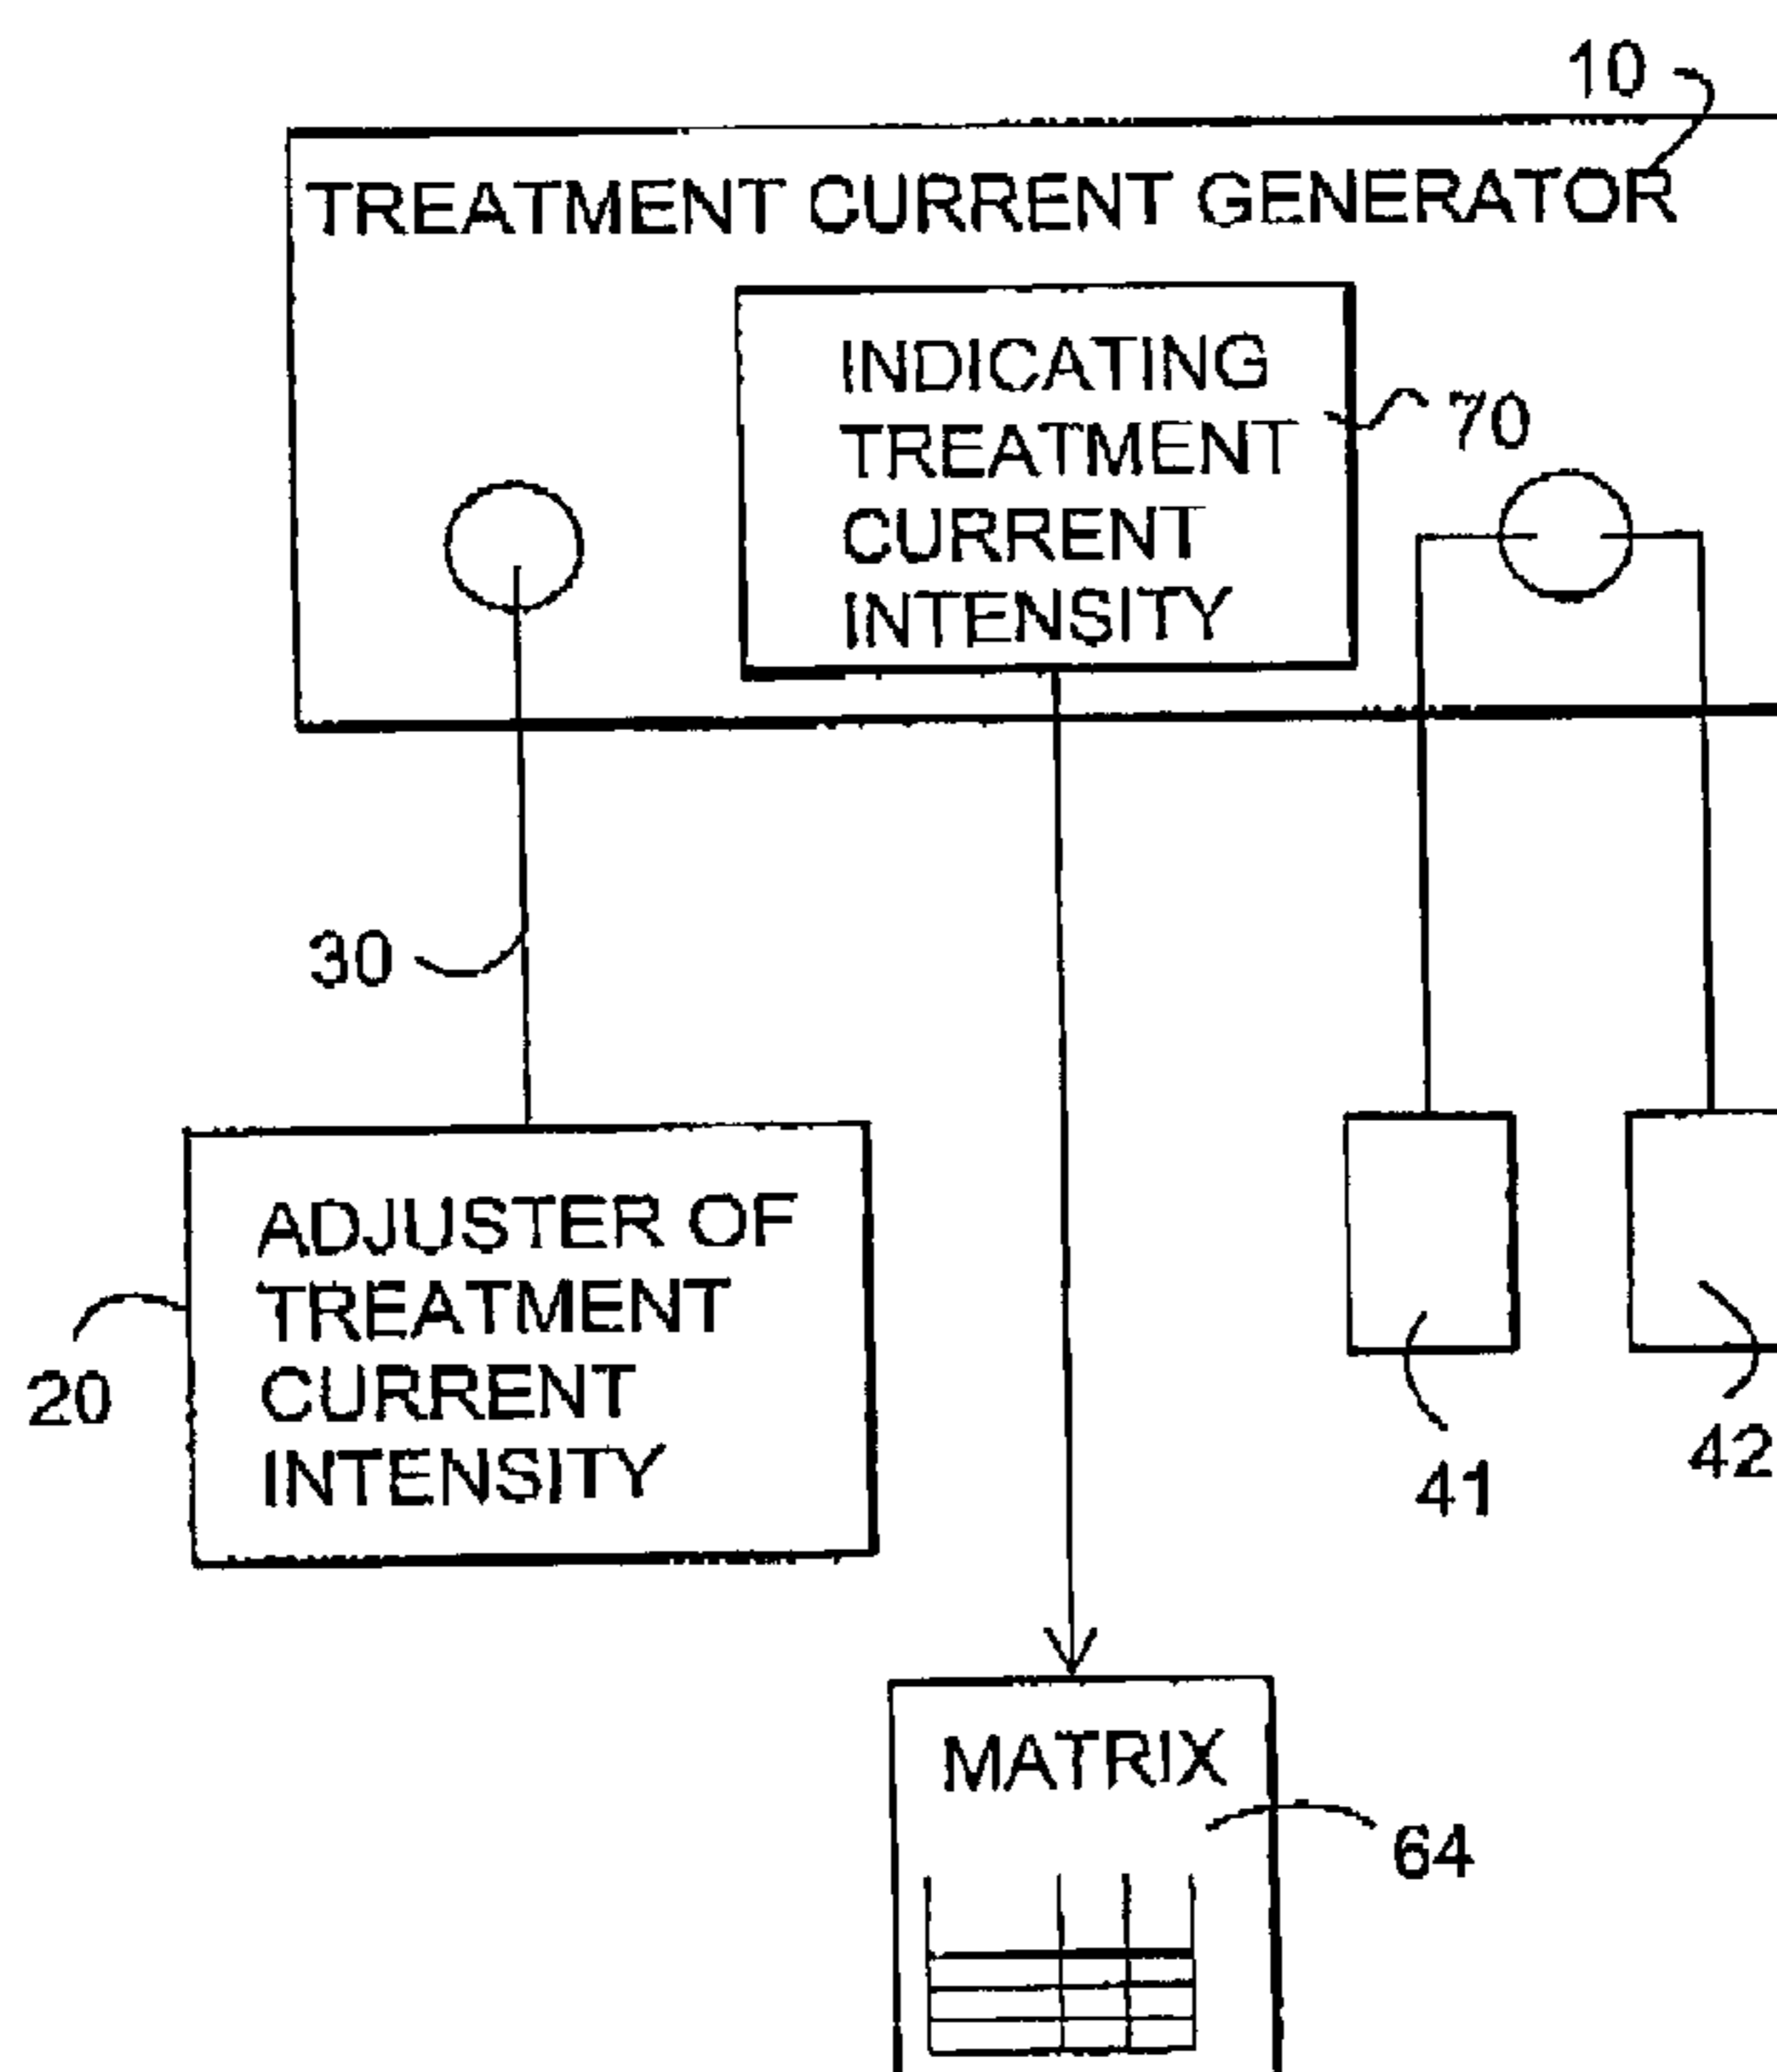 10
TREATMENT CURRENT GENERATOR
INDICATING
TREATMENT
CURRENT
INTENSITY
70
30
ADJUSTER OF
TREATMENT
CURRENT
INTENSITY
20
41
42
MATRIX
64